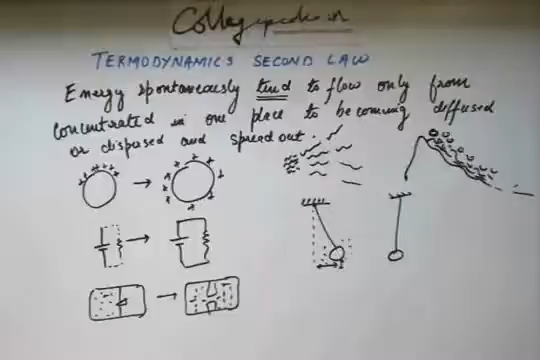 Collegepedia.in
TERMODYNAMICS SECOND LAW
Energy spontaneously tend to flow only from
concentrated in one place to becoming diffused
or dispused and spread out.